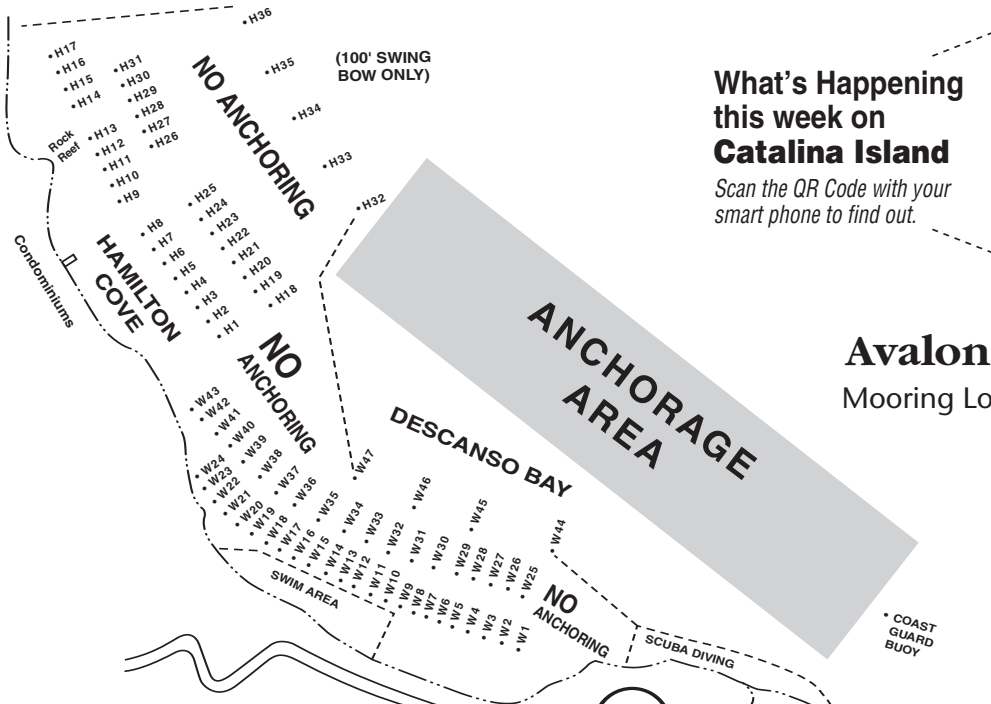 H36
H17
H16
H15
H14
H31
H30
H29
H28
H27
H26
NO ANCHORING
H35
(100' SWING
BOW ONLY)
H34
H33
H32
Rock
Reef
H13
H12
H11
H10
H9
H25
H24
H23
H22
H21
H20
H19
H18
H8
H7
H6
H5
H4
H3
H2
H1
Condominiums
HAMILTON
COVE
NO
ANCHORING
What's Happening
this week on
Catalina Island
Scan the QR Code with your
smart phone to find out.
Avalon
Mooring Lo
ANCHORAGE
AREA
DESCANSO BAY
W43
W42
W41
W40
W39
W38
W37
W36
W35
W34
W33
W32
W31
W30
W29
W28
W27
W26
W25
W47
W46
W45
W44
W24
W23
W22
W21
W20
W19
W18
W17
W16
W15
W14
W13
W12
W11
W10
W9
W8
W7
W6
W5
W4
W3
W2
W1
SWIM AREA
NO
ANCHORING
SCUBA DIVING
COAST
GUARD
BUOY